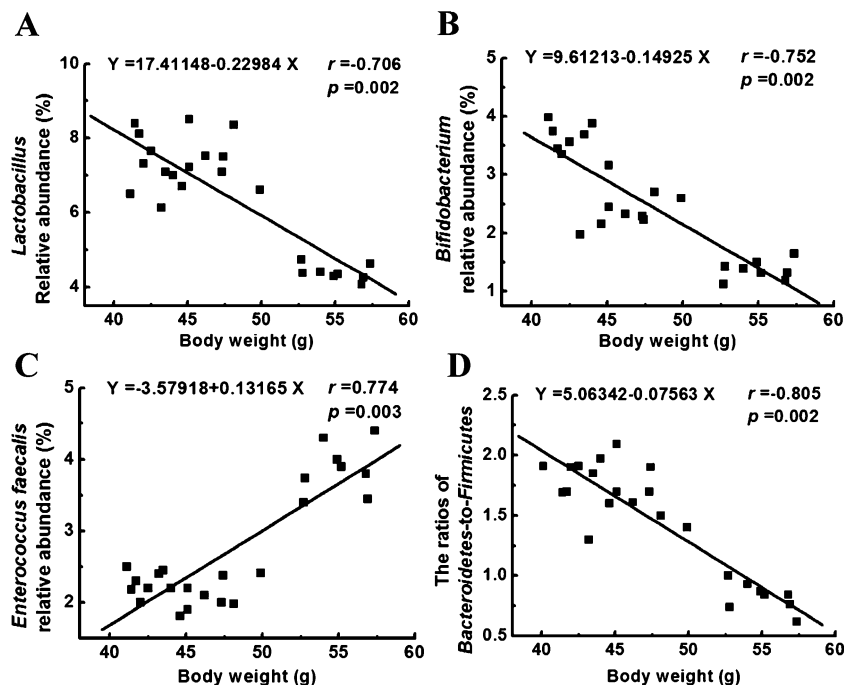 A
Y =17.41148-0.22984 X
r=-0.706
p =0.002
Lactobacillus
Relative abundance (%)
10
8
6
4
40 45 50 55 60
Body weight (g)
B
Y =9.61213-0.14925 X
r=-0.752
p =0.002
Bifidobacterium
relative abundance (%)
5
4
3
2
1
40 45 50 55 60
Body weight (g)
C
Y =-3.57918+0.13165 X
r=0.774
p =0.003
Enterococcus faecalis
relative abundance (%)
5
4
3
2
40 45 50 55 60
Body weight (g)
D
Y =5.06342-0.07563 X
r=-0.805
p =0.002
The ratios of
Bacteroidetes-to-Firmicutes
2.5
2.0
1.5
1.0
0.5
40 45 50 55 60
Body weight (g)